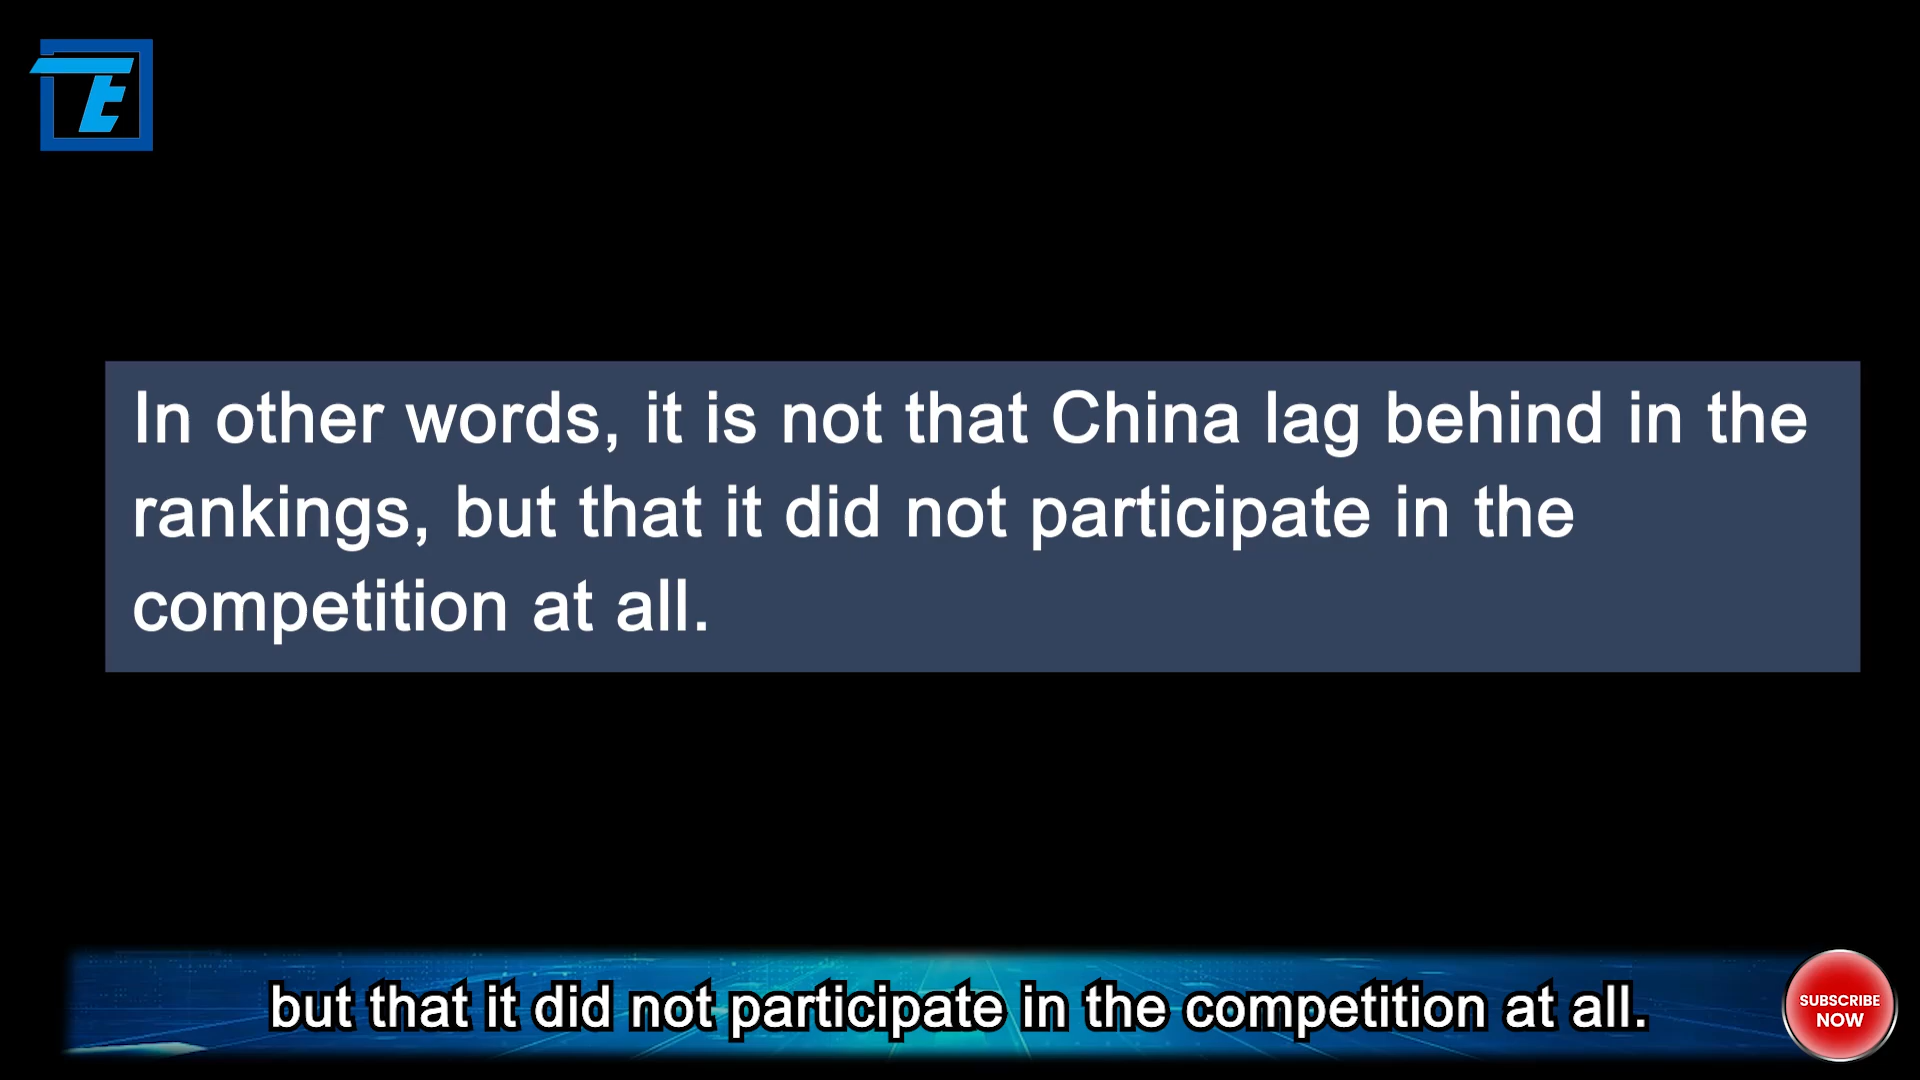 TE
In other words, it is not that China lag behind in the
rankings, but that it did not participate in the
competition at all.
but that it did not participate in the competition at all.
SUBSCRIBE
NOW